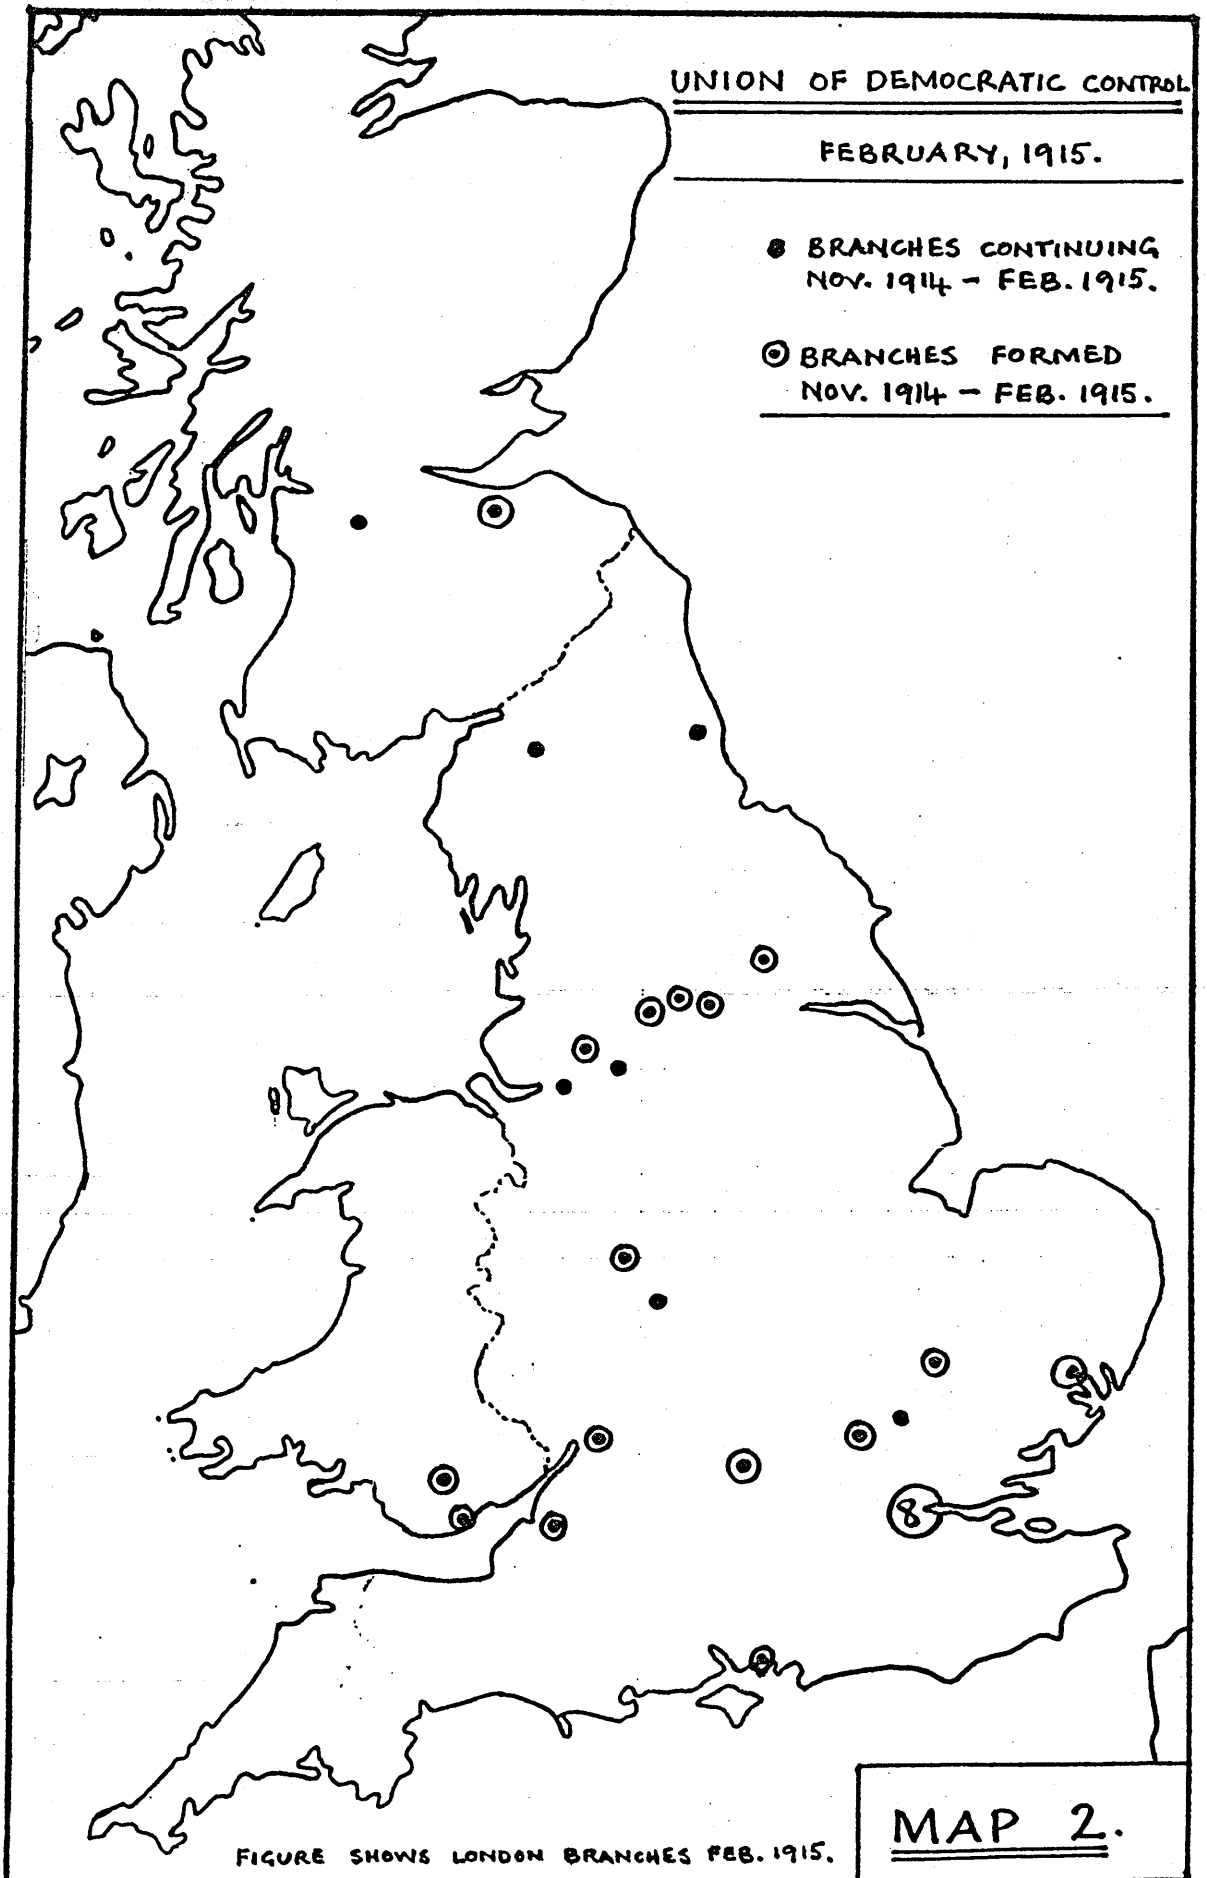 UNION OF DEMOCRATIC CONTROL
FEBRUARY, 1915.
BRANCHES CONTINUING
NOV. 1914 – FEB. 1915.
BRANCHES FORMED
NOV. 1914 – FEB. 1915.
8
MAP 2.
FIGURE SHOWS LONDON BRANCHES FEB. 1915.